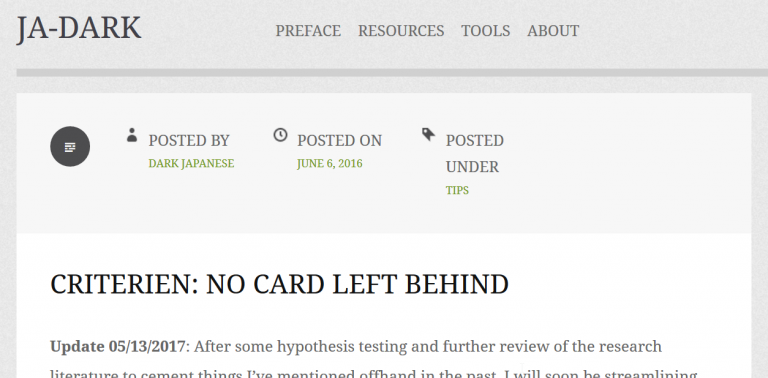 JA-DARK
PREFACE RESOURCES TOOLS ABOUT
POSTED BY
DARK JAPANESE
POSTED ON
JUNE 6, 2016
POSTED
UNDER
TIPS
CRITERIEN: NO CARD LEFT BEHIND
Update 05/13/2017: After some hypothesis testing and further review of the research
literature to cement things I've mentioned offhand in the past, I will soon be streamlining